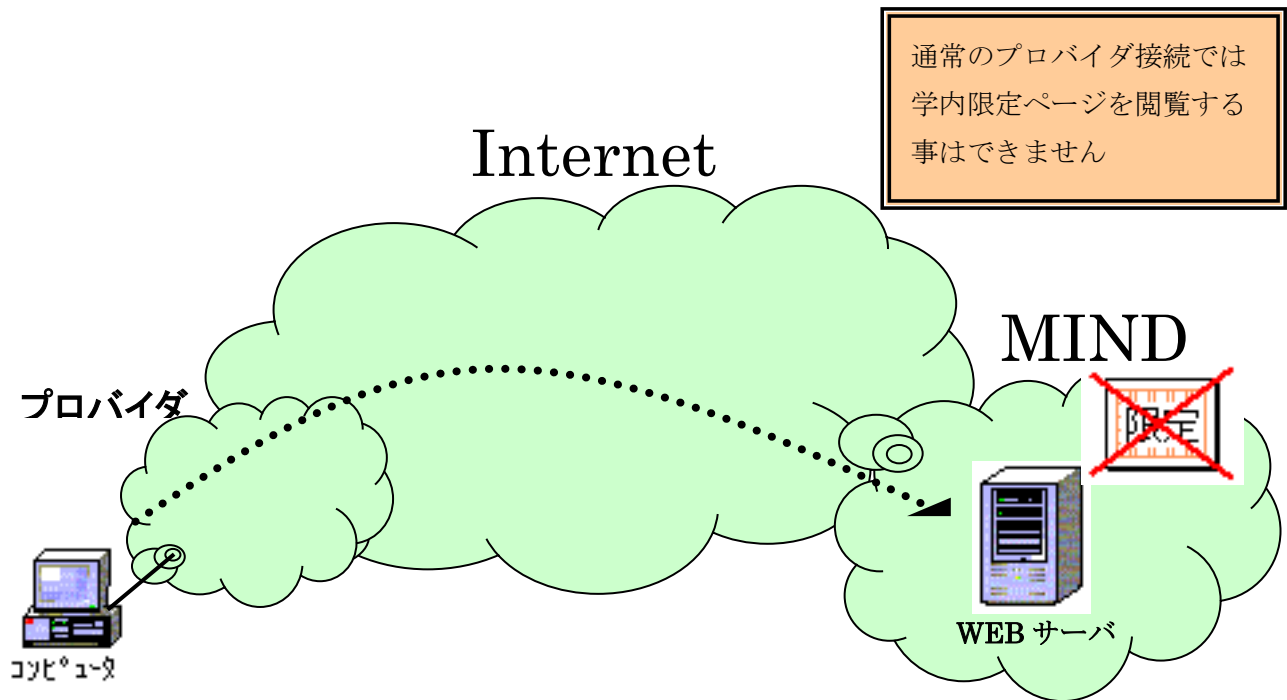 通常のプロバイダ接続では
学内限定ページを閲覧する
事はできません
Internet
MIND
限定
プロバイダ
WEB サーバ
コンピュータ